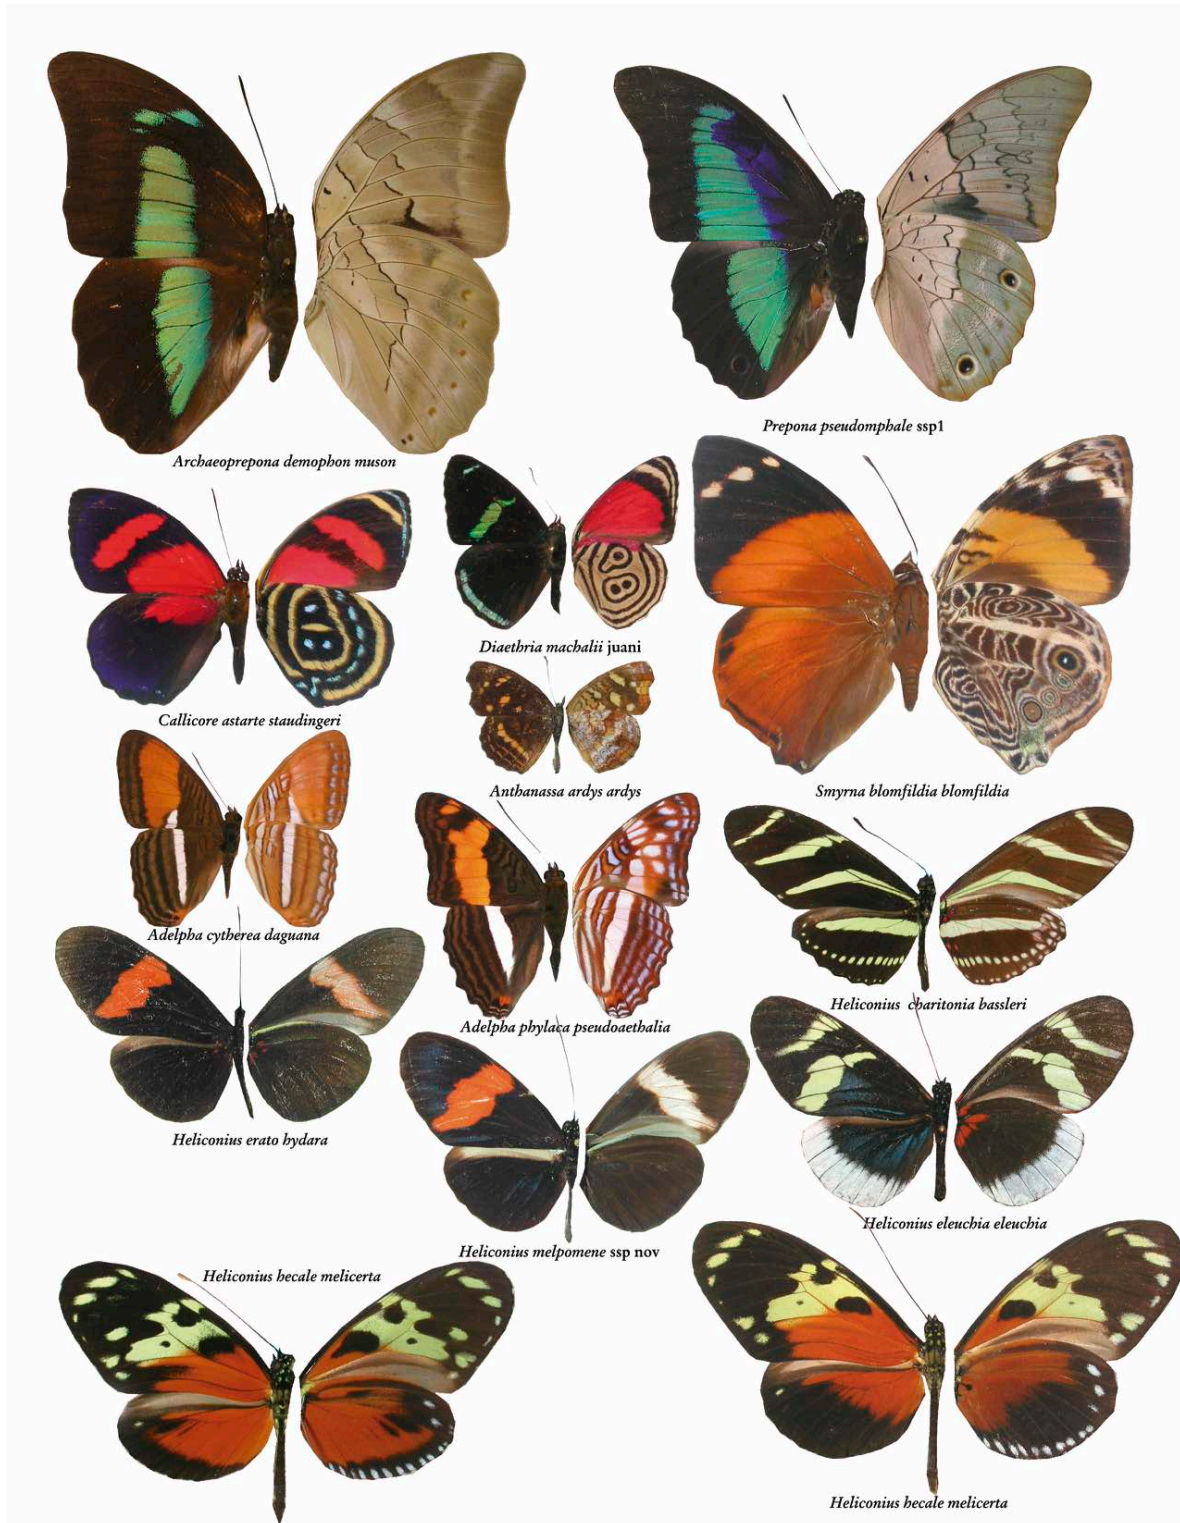 Archaeoprepona demophon muson
Prepona pseudomphale ssp1
Callicore astarte staudingeri
Diaethria machalii juani
Anthanassa ardys ardys
Smyrna blomfildia blomfildia
Adelpha cytherea daguana
Adelpha phylaca pseudoaethalia
Heliconius charitonia bassleri
Heliconius erato hydara
Heliconius melpomene ssp nov
Heliconius eleuchia eleuchia
Heliconius hecale melicerta
Heliconius hecale melicerta